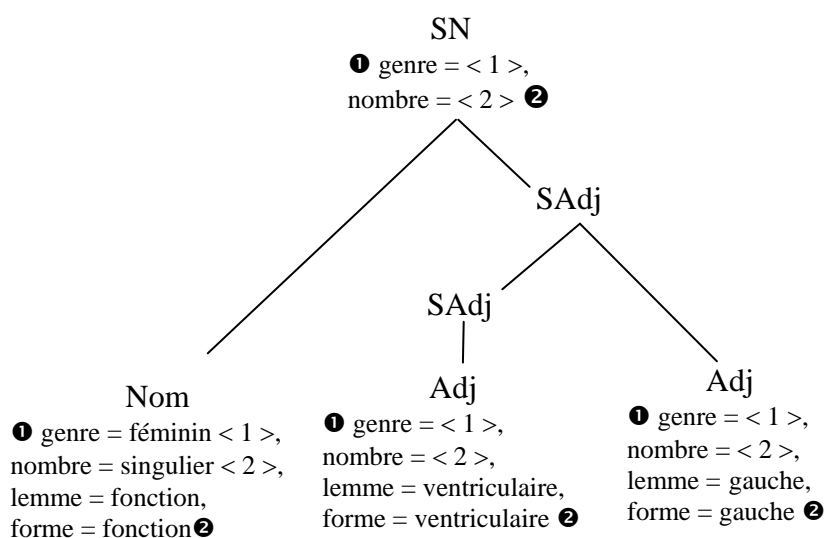 SN
❶ genre = < 1 >,
nombre = < 2 > ❷
SAdj
SAdj
Nom
❶ genre = féminin < 1 >,
nombre = singulier < 2 >,
lemme = fonction,
forme = fonction❷
Adj
❶ genre = < 1 >,
nombre = < 2 >,
lemme = ventriculaire,
forme = ventriculaire ❷
Adj
❶ genre = < 1 >,
nombre = < 2 >,
lemme = gauche,
forme = gauche ❷